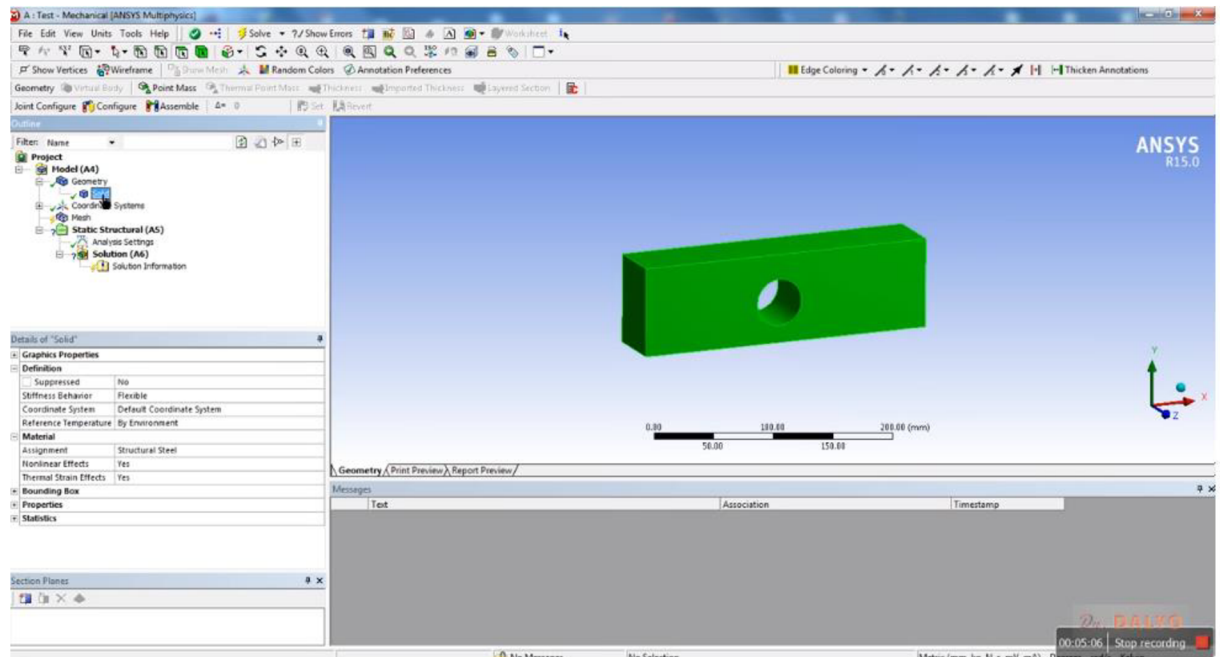 A : Test - Mechanical [ANSYS Multiphysics]
File Edit View Units Tools Help Solve ?/Show Errors Worksheet
Show Vertices Wireframe Show Mesh Random Colors Annotation Preferences Edge Coloring Thicken Annotations
Geometry Virtual Body Point Mass Thermal Point Mass Thickness Imported Thickness Layered Section
Joint Configure Configure Assemble Δ= 0 Set Revert
Outline
Filter: Name
Project
Model (A4)
Geometry
Coordin Systems
Mesh
Static Structural (A5)
Analysis Settings
Solution (A6)
Solution Information
ANSYS
R15.0
Y
X
Z
0.00 100.00 200.00 (mm)
50.00 150.00
Details of "Solid"
Graphics Properties
Definition
Suppressed No
Stiffness Behavior Flexible
Coordinate System Default Coordinate System
Reference Temperature By Environment
Material
Assignment Structural Steel
Nonlinear Effects Yes
Thermal Strain Effects Yes
Bounding Box
Properties
Statistics
Geometry Print Preview Report Preview
Messages
Text Association Timestamp
Section Planes
Dr. DALKO
00:05:06 Stop recording
No Messages No Selection